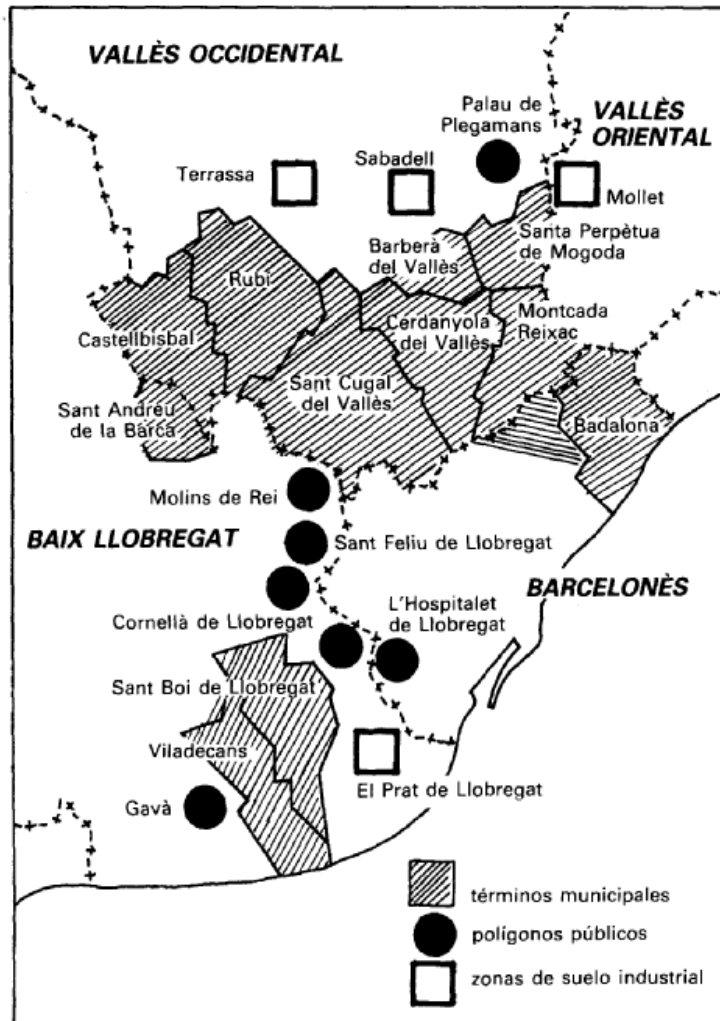 VALLÈS OCCIDENTAL
Palau de
Plegamans
VALLÈS
ORIENTAL
Terrassa
Sabadell
Mollet
Santa Perpètua
de Mogoda
Barberà
del Vallès
Rubí
Castellbisbal
Cerdanyola
del Vallès
Montcada
Reixac
Sant Cugal
del Vallès
Sant Andreu
de la Barca
Badalona
Molins de Rei
BAIX LLOBREGAT
Sant Feliu de Llobregat
BARCELONÈS
Cornellà de Llobregat
L'Hospitalet
de Llobregat
Sant Boi de Llobregat
Viladecans
Gavà
El Prat de Llobregat
términos municipales
polígonos públicos
zonas de suelo industrial